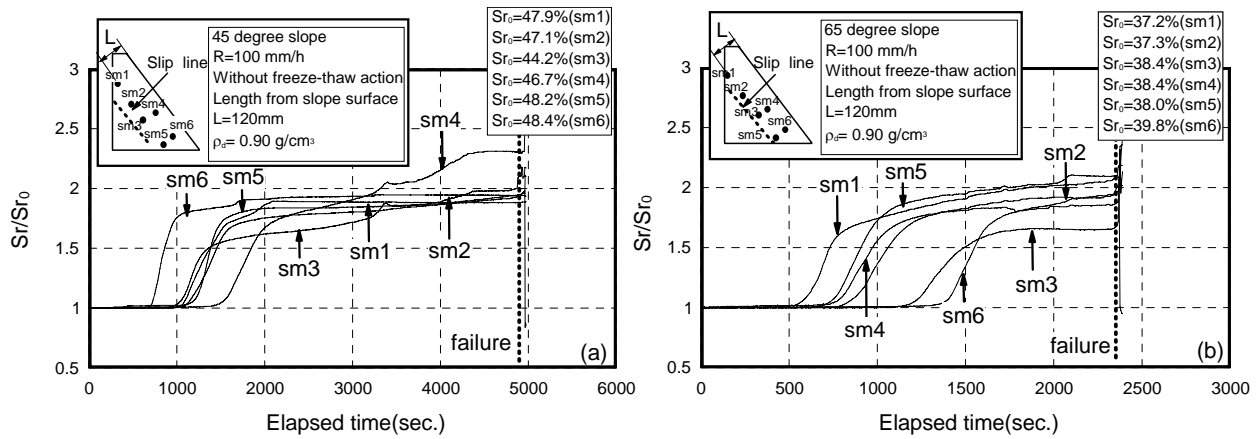 L
sm1
sm2
sm3
sm4
sm5
sm6
Slip line
45 degree slope
R=100 mm/h
Without freeze-thaw action
Length from slope surface
L=120mm
ρd= 0.90 g/cm³
Sr₀=47.9%(sm1)
Sr₀=47.1%(sm2)
Sr₀=44.2%(sm3)
Sr₀=46.7%(sm4)
Sr₀=48.2%(sm5)
Sr₀=48.4%(sm6)
3
2.5
2
1.5
1
0.5
Sr/Sr₀
sm4
sm6
sm5
sm3
sm1
sm2
failure
(a)
0 1000 2000 3000 4000 5000 6000
Elapsed time(sec.)
L
sm1
sm2
sm3
sm4
sm5
sm6
Slip line
65 degree slope
R=100 mm/h
Without freeze-thaw action
Length from slope surface
L=120mm
ρd= 0.90 g/cm³
Sr₀=37.2%(sm1)
Sr₀=37.3%(sm2)
Sr₀=38.4%(sm3)
Sr₀=38.4%(sm4)
Sr₀=38.0%(sm5)
Sr₀=39.8%(sm6)
3
2.5
2
1.5
1
0.5
Sr/Sr₀
sm1
sm5
sm2
sm4
sm6
sm3
failure
(b)
0 500 1000 1500 2000 2500 3000
Elapsed time(sec.)